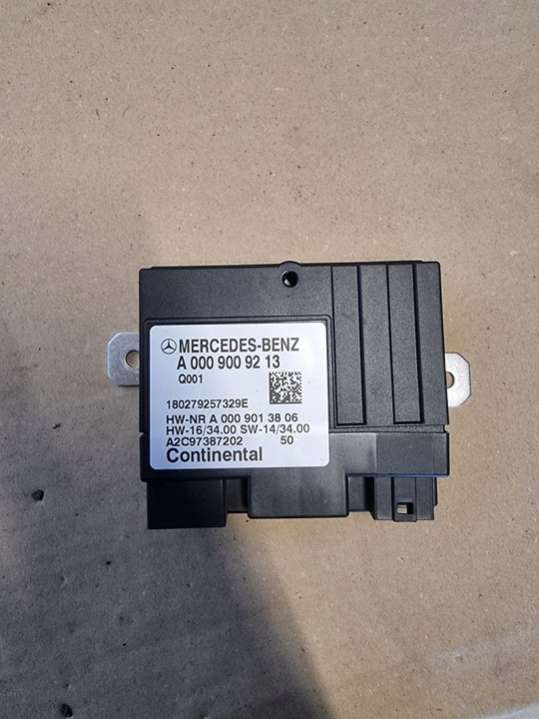 MERCEDES-BENZ
A 000 900 92 13
Q001
180279257329E
HW-NR A 000 901 38 06
HW-16/34.00 SW-14/34.00
A2C97387202 50
Continental